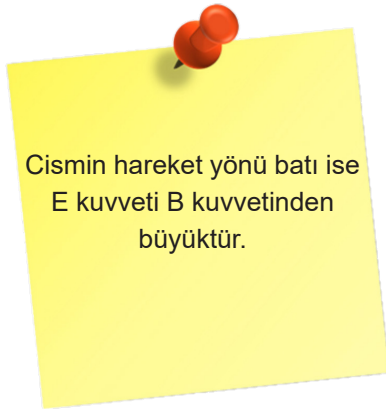 Cismin hareket yönü batı ise
E kuvveti B kuvvetinden
büyüktür.